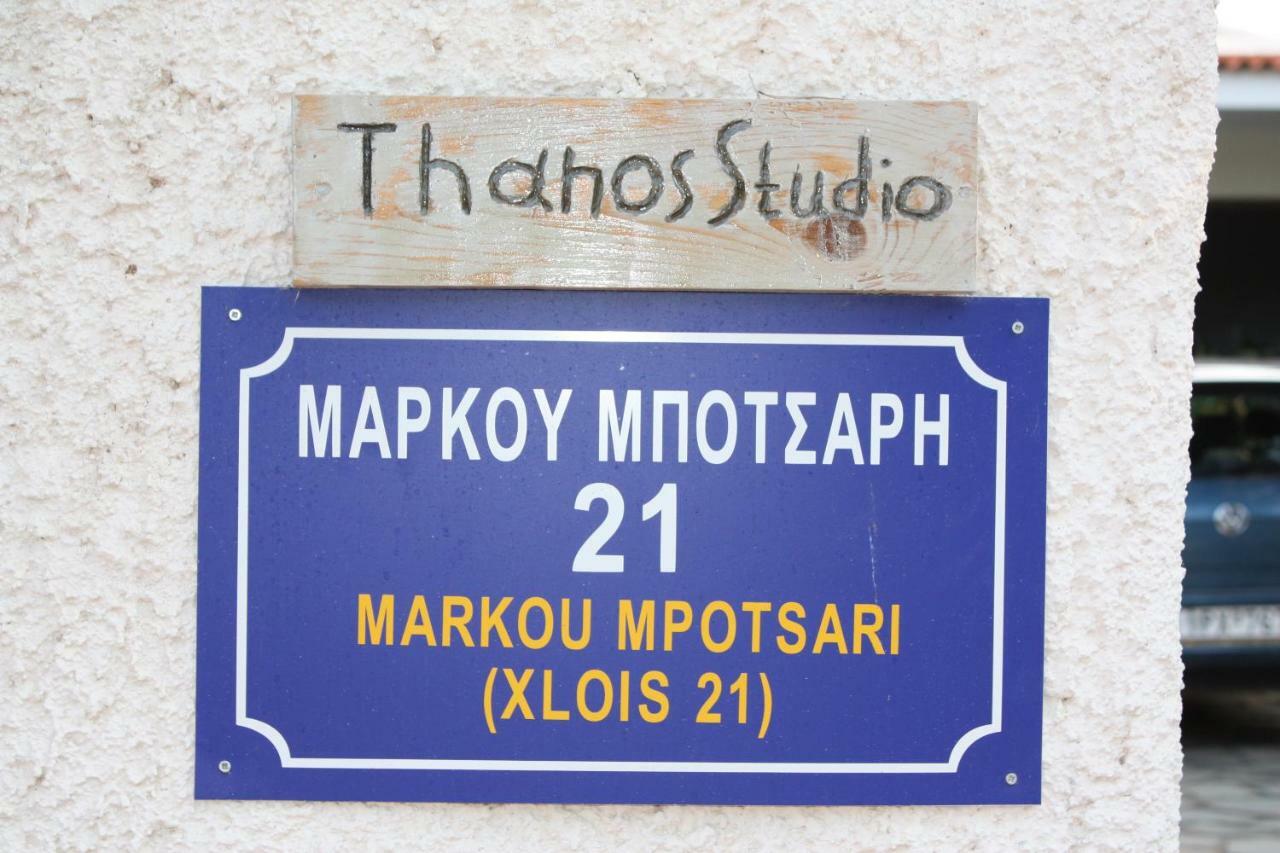 Thanos Studio
ΜΑΡΚΟΥ ΜΠΟΤΣΑΡΗ
21
MARKOU MPOTSARI
(XLOIS 21)